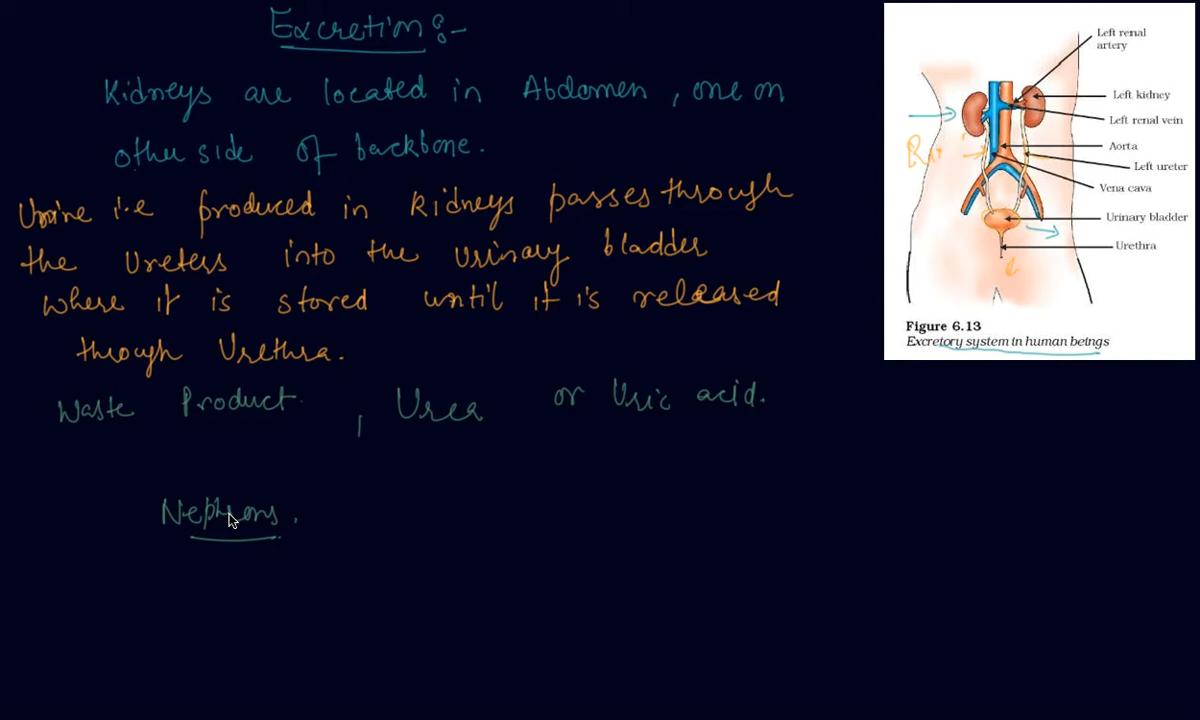 Excretion :-
Kidneys are located in Abdomen, one on
other side of backbone.
Urine i.e produced in kidneys passes through
the Ureters into the urinary bladder
where it is stored until it is released
through Urethra.
Waste Product , Urea or Uric acid.
Nephrons.
Left renal
artery
Left kidney
Left renal vein
Aorta
Left ureter
Vena cava
Urinary bladder
Urethra
Figure 6.13
Excretory system in human beings